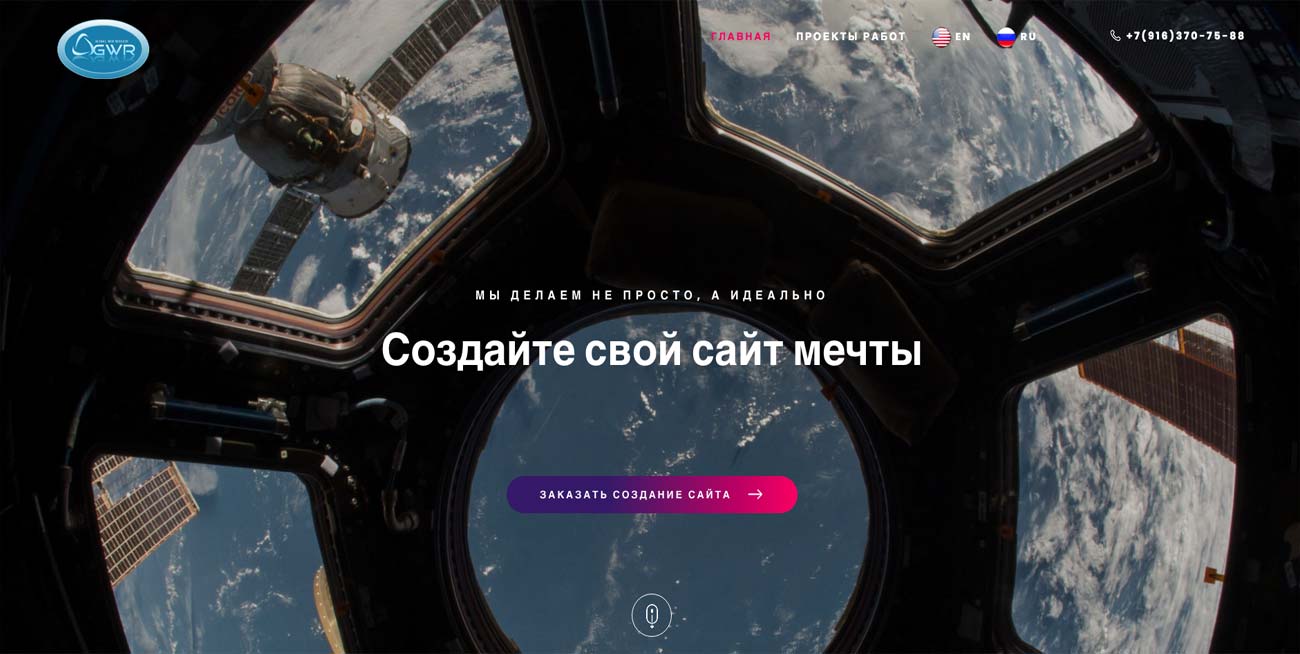 GWR
ГЛАВНАЯ
ПРОЕКТЫ РАБОТ
EN
RU
+7(916)370-75-88
МЫ ДЕЛАЕМ НЕ ПРОСТО, А ИДЕАЛЬНО
Создайте свой сайт мечты
ЗАКАЗАТЬ СОЗДАНИЕ САЙТА